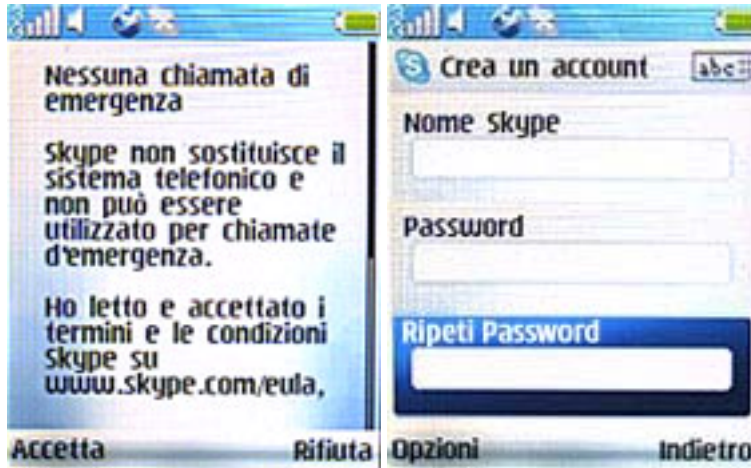 Nessuna chiamata di
emergenza
Skype non sostituisce il
sistema telefonico e
non può essere
utilizzato per chiamate
d'emergenza.
Ho letto e accettato i
termini e le condizioni
Skype su
www.skype.com/eula,
Accetta Rifiuta
Crea un account abc
Nome Skype
Password
Ripeti Password
Opzioni Indietro